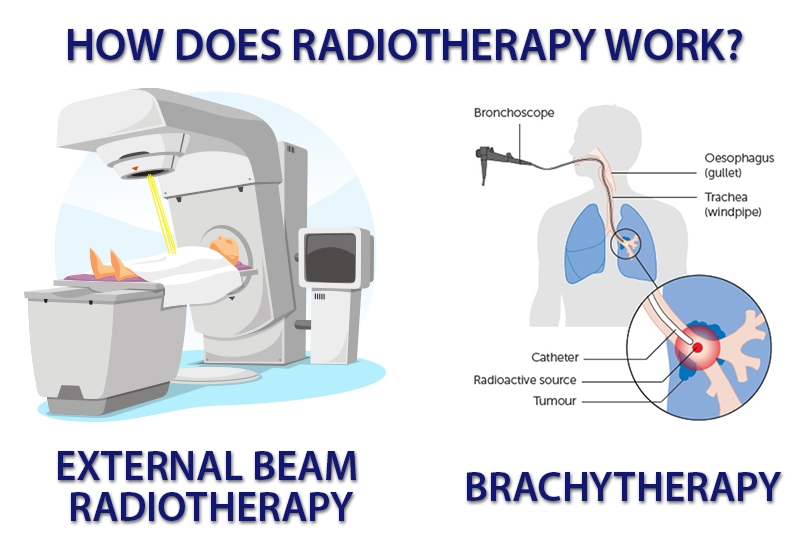 HOW DOES RADIOTHERAPY WORK?
Bronchoscope
Oesophagus
(gullet)
Trachea
(windpipe)
Catheter
Radioactive source
Tumour
EXTERNAL BEAM
RADIOTHERAPY
BRACHYTHERAPY